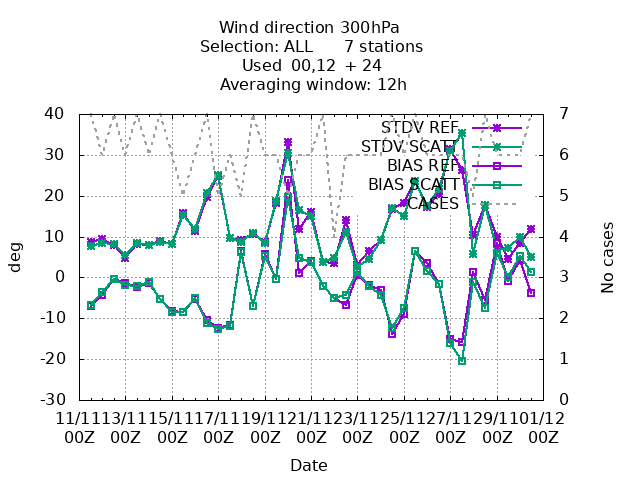 Wind direction 300hPa
Selection: ALL 7 stations
Used 00,12 + 24
Averaging window: 12h
40 7
STDV REF
STDV SCATT
30 6
BIAS REF
BIAS SCATT
20 5
CASES
10 4
deg No cases
0 3
-10 2
-20 1
-30 0
11/11 13/11 15/11 17/11 19/11 21/11 23/11 25/11 27/11 29/11 01/12
00Z 00Z 00Z 00Z 00Z 00Z 00Z 00Z 00Z 00Z 00Z
Date